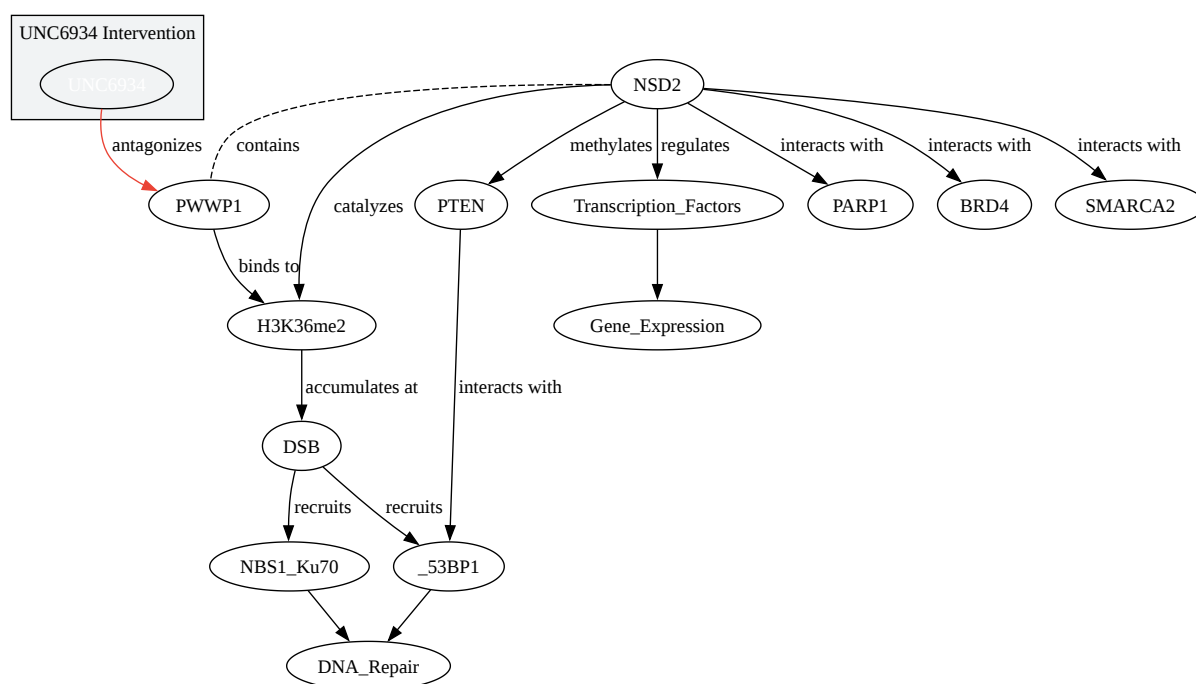 UNC6934 Intervention
UNC6934
NSD2
antagonizes
contains
methylates
regulates
interacts with
interacts with
interacts with
PWWP1
catalyzes
PTEN
Transcription_Factors
PARP1
BRD4
SMARCA2
binds to
H3K36me2
Gene_Expression
accumulates at
interacts with
DSB
recruits
recruits
NBS1_Ku70
_53BP1
DNA_Repair